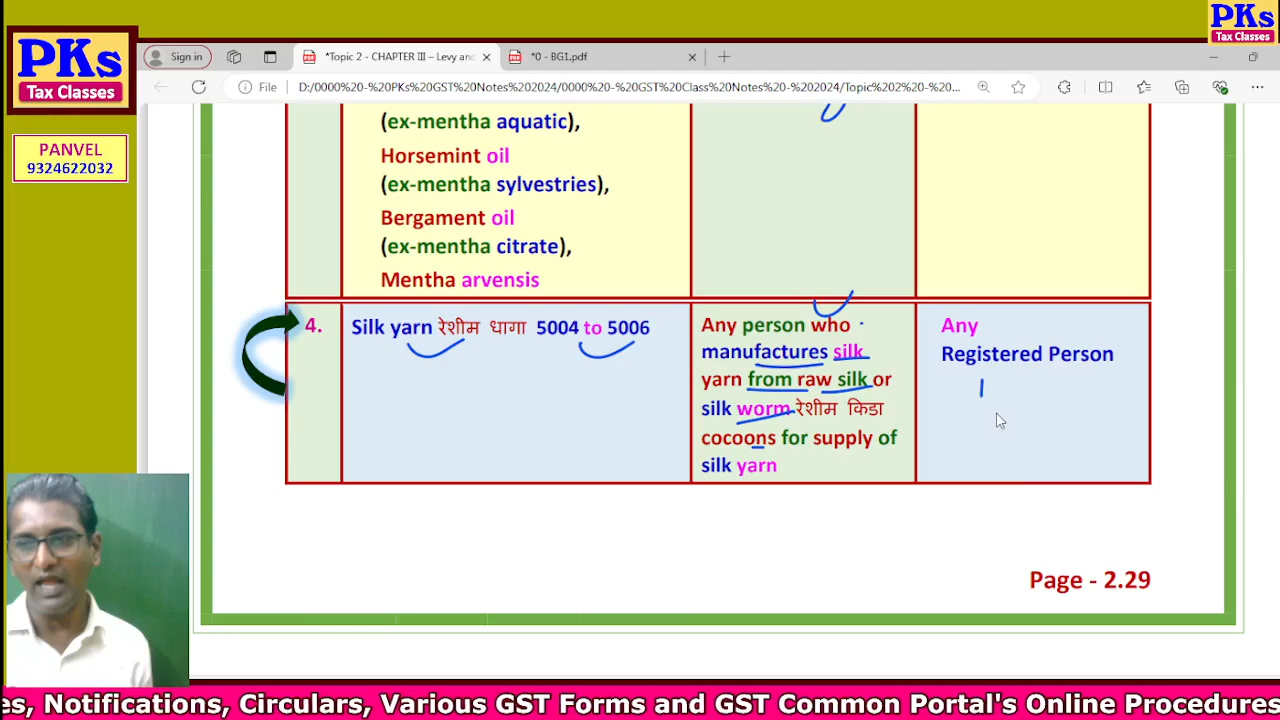 PKs
Tax Classes
PKs
Tax Classes
PANVEL
9324622032
Sign in
*Topic 2 - CHAPTER III – Levy and
*0 - BG1.pdf
File
D:/0000%20-%20PKs%20GST%20Notes%202024/0000%20-%20GST%20Class%20Notes%20-%202024/Topic%202%20-%20...
(ex-mentha aquatic),
Horsemint oil
(ex-mentha sylvestries),
Bergament oil
(ex-mentha citrate),
Mentha arvensis
4.
Silk yarn रेशीम धागा 5004 to 5006
Any person who
manufactures silk
yarn from raw silk or
silk worm रेशीम किडा
cocoons for supply of
silk yarn
Any
Registered Person
Page - 2.29
es, Notifications, Circulars, Various GST Forms and GST Common Portal's Online Procedures